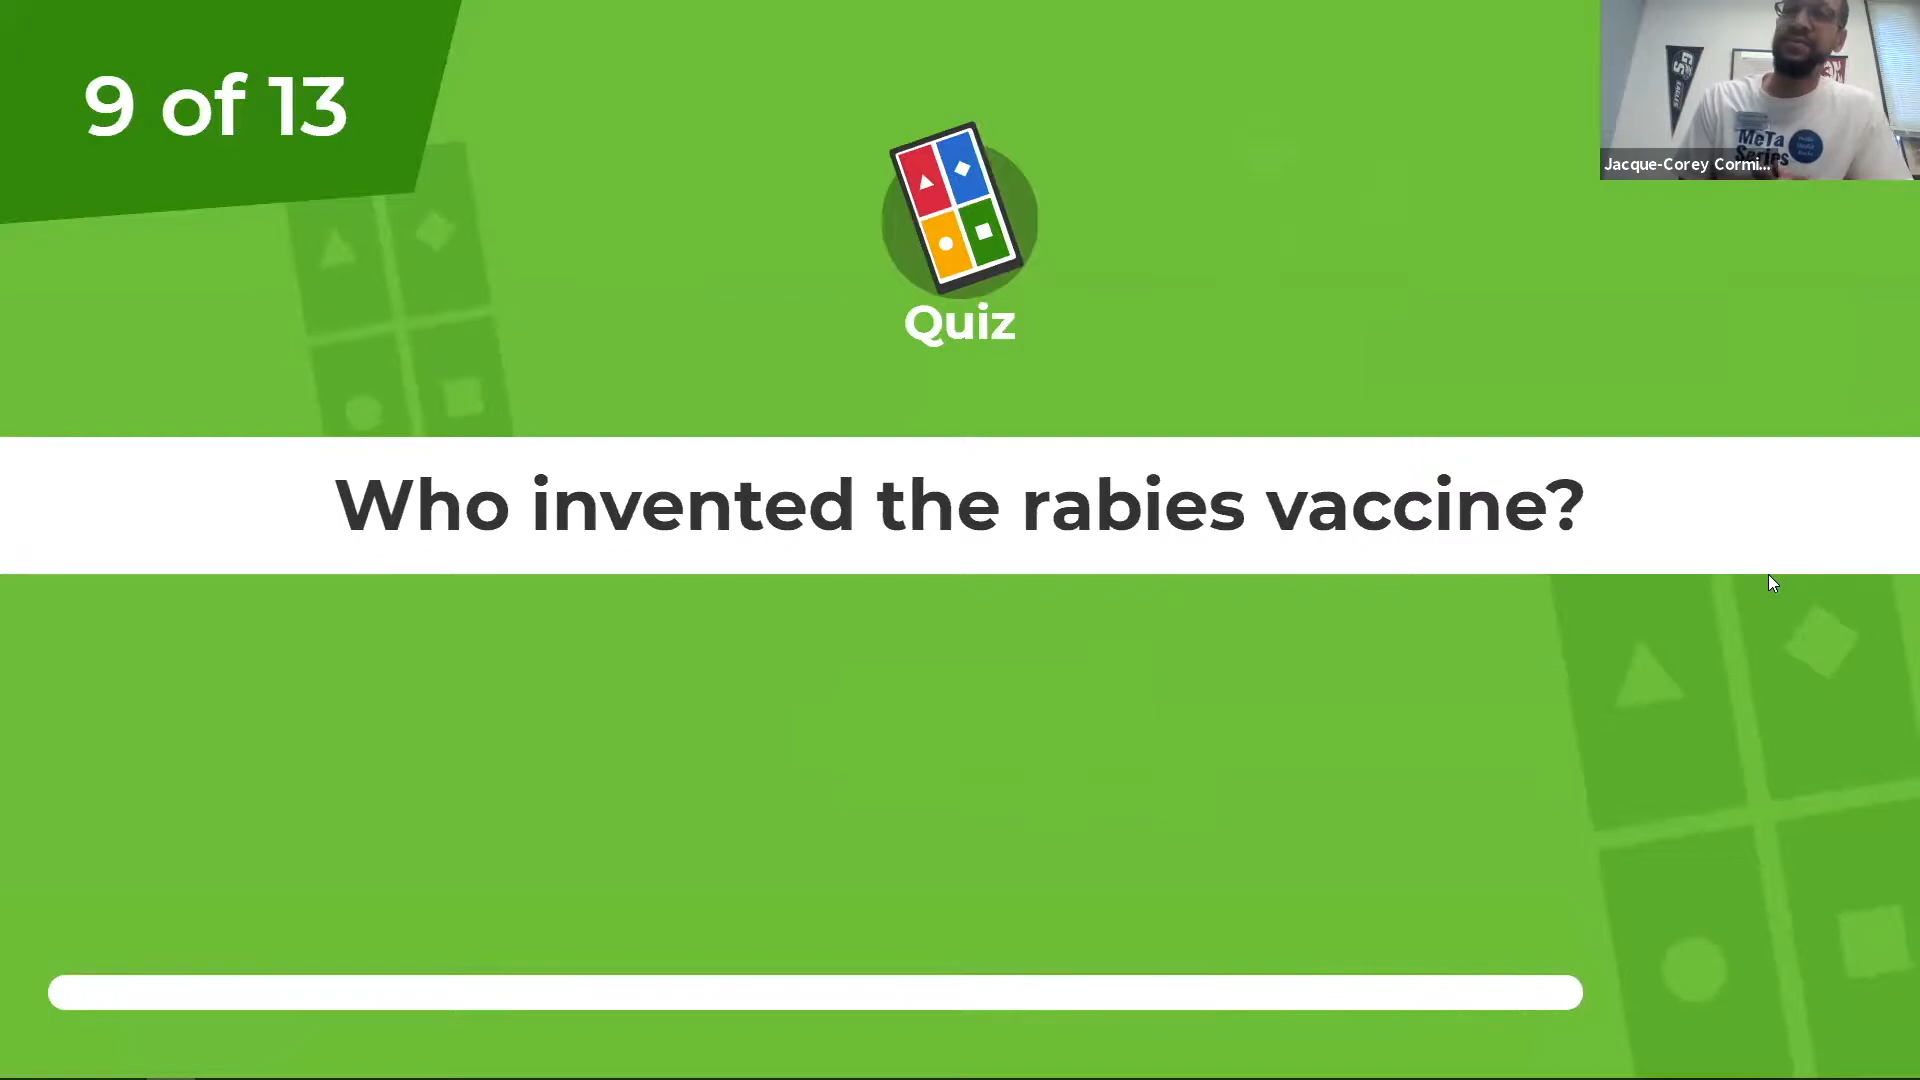 9 of 13
Quiz
Who invented the rabies vaccine?
Jacque-Corey Cormi...
MeTa
Series